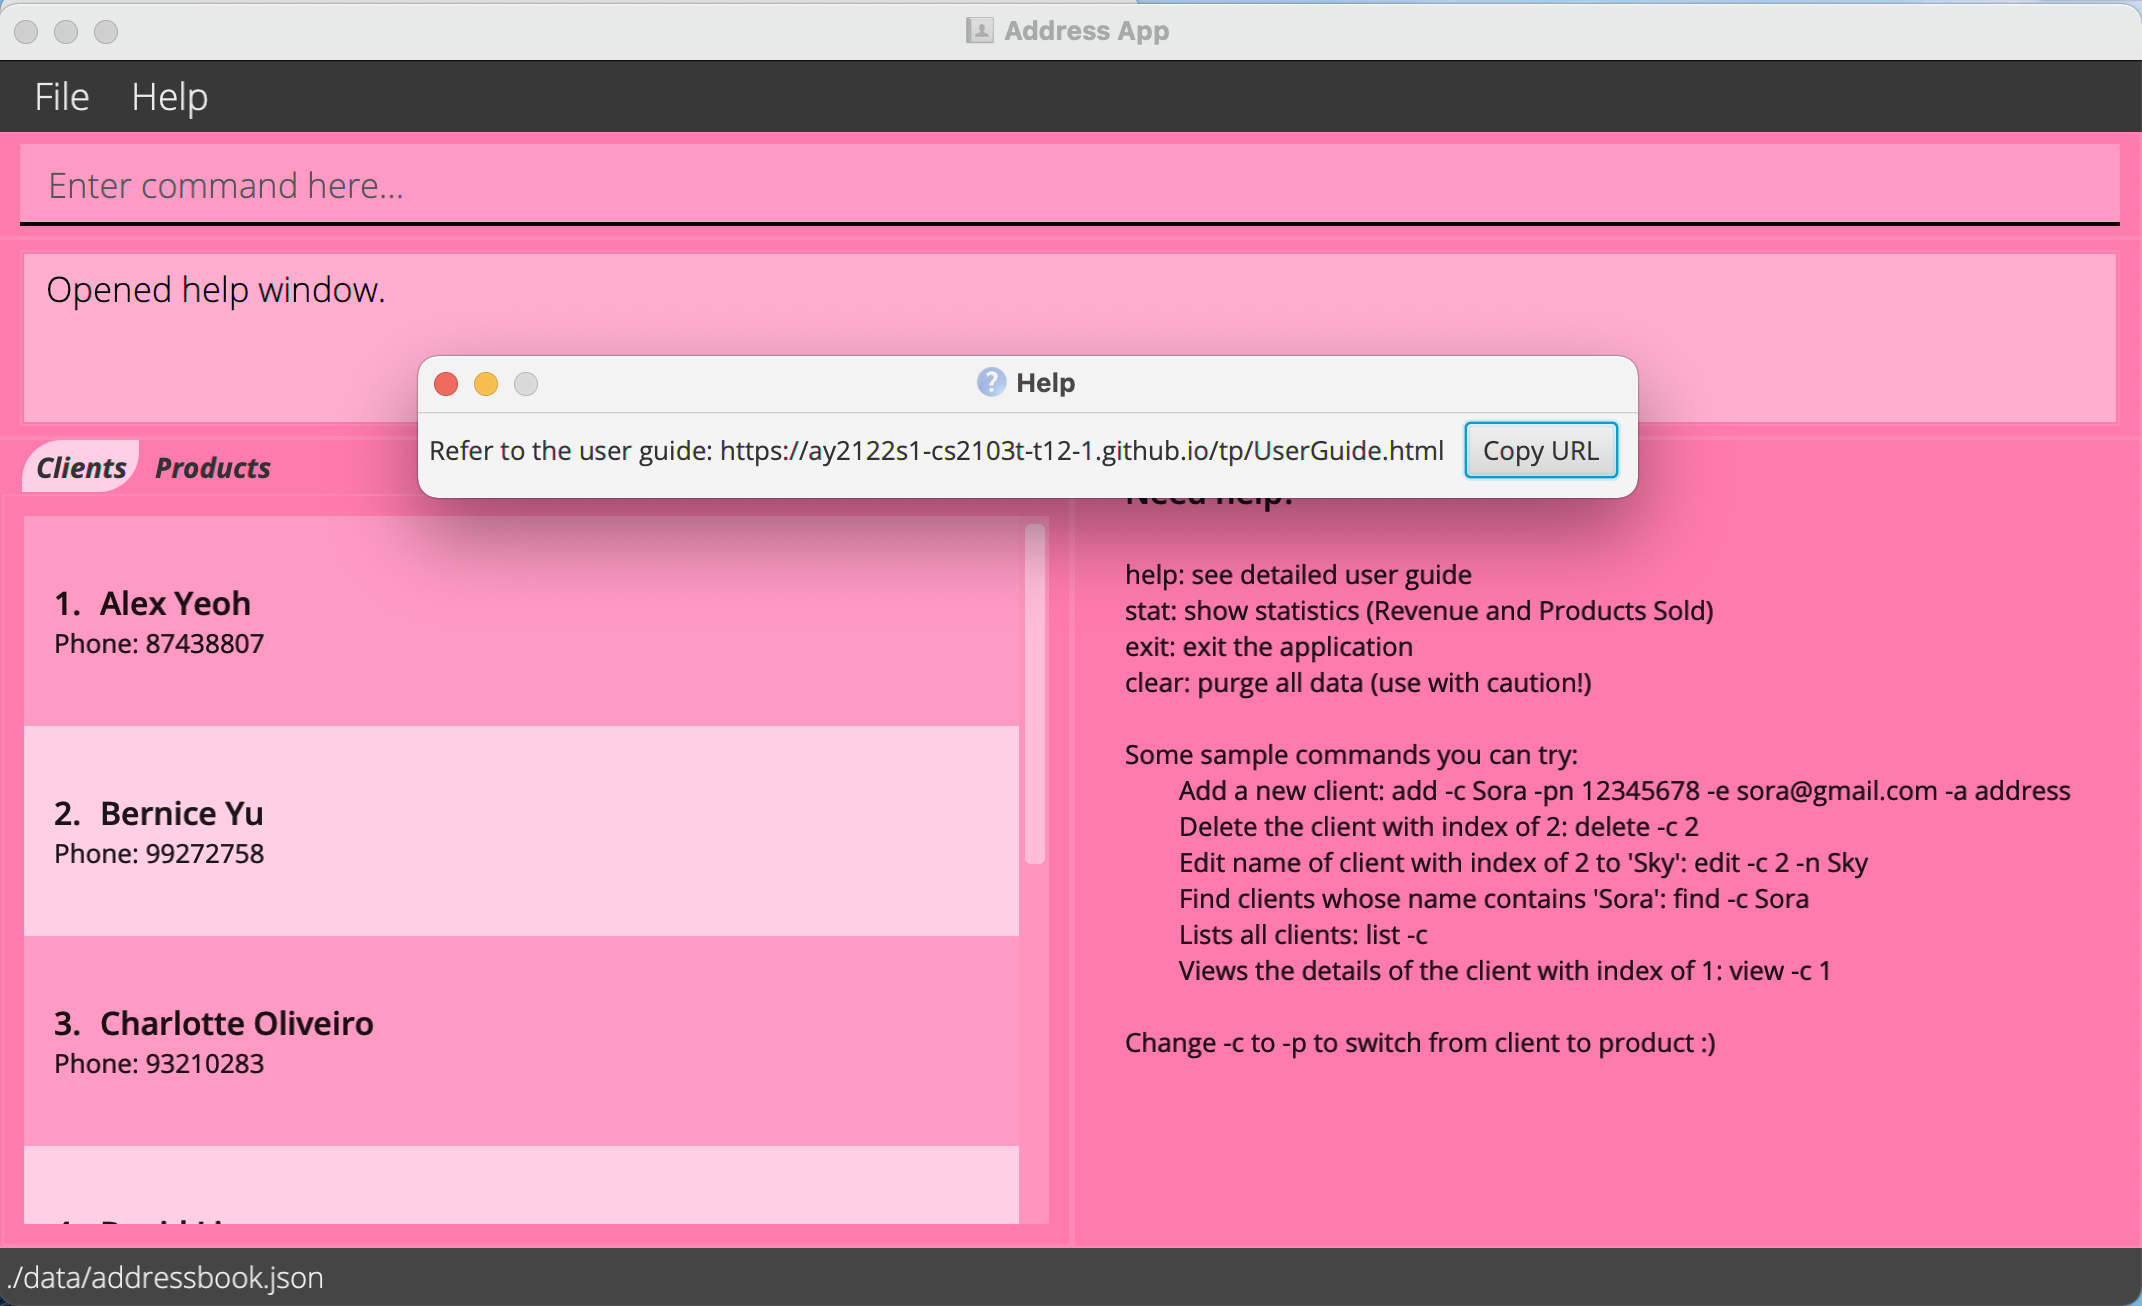 Address App
File Help
Enter command here...
Opened help window.
Help
Refer to the user guide: https://ay2122s1-cs2103t-t12-1.github.io/tp/UserGuide.html Copy URL
Clients Products
1. Alex Yeoh
Phone: 87438807
2. Bernice Yu
Phone: 99272758
3. Charlotte Oliveiro
Phone: 93210283
Need help?
help: see detailed user guide
stat: show statistics (Revenue and Products Sold)
exit: exit the application
clear: purge all data (use with caution!)
Some sample commands you can try:
Add a new client: add -c Sora -pn 12345678 -e sora@gmail.com -a address
Delete the client with index of 2: delete -c 2
Edit name of client with index of 2 to 'Sky': edit -c 2 -n Sky
Find clients whose name contains 'Sora': find -c Sora
Lists all clients: list -c
Views the details of the client with index of 1: view -c 1
Change -c to -p to switch from client to product :)
./data/addressbook.json